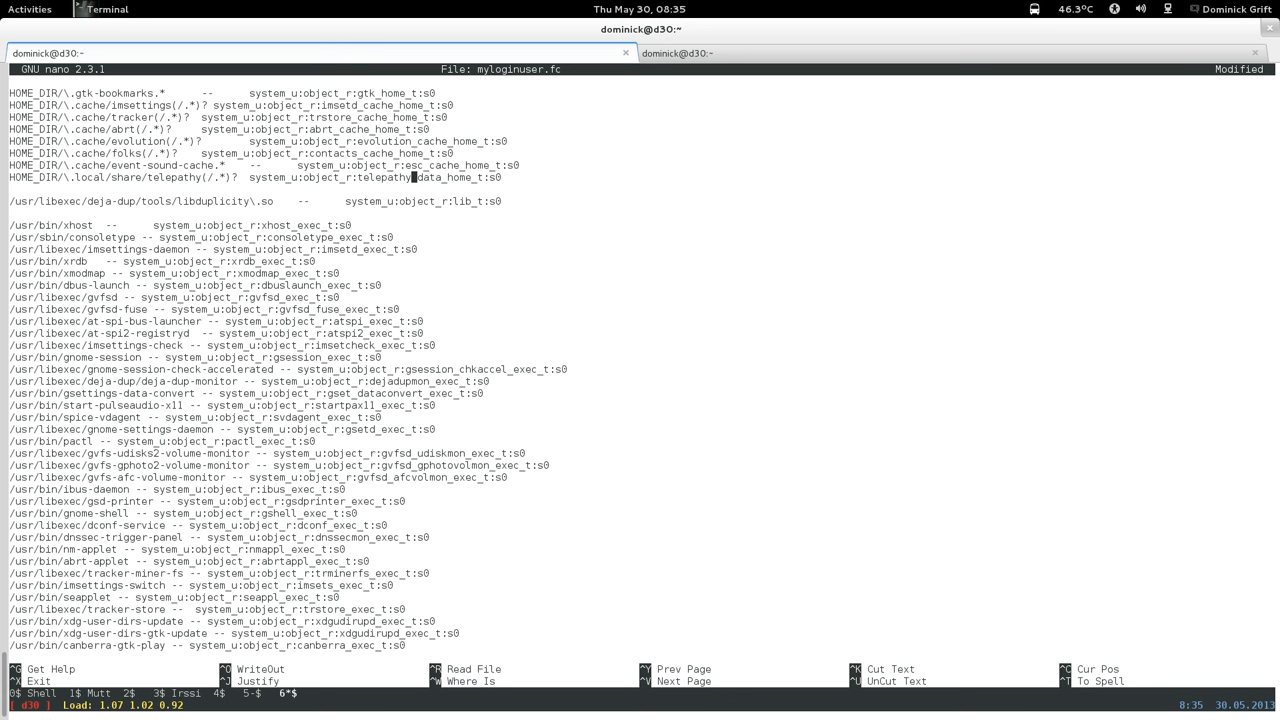 Activities Terminal Thu May 30, 08:35 46.3ºC Dominick Grift
dominick@d30:~
dominick@d30:~ × dominick@d30:~ ×
GNU nano 2.3.1 File: myloginuser.fc Modified
HOME_DIR/\.gtk-bookmarks.* -- system_u:object_r:gtk_home_t:s0
HOME_DIR/\.cache/imsettings(/.*)? system_u:object_r:imsetd_cache_home_t:s0
HOME_DIR/\.cache/tracker(/.*)? system_u:object_r:trstore_cache_home_t:s0
HOME_DIR/\.cache/abrt(/.*)? system_u:object_r:abrt_cache_home_t:s0
HOME_DIR/\.cache/evolution(/.*)? system_u:object_r:evolution_cache_home_t:s0
HOME_DIR/\.cache/folks(/.*)? system_u:object_r:contacts_cache_home_t:s0
HOME_DIR/\.cache/event-sound-cache.* -- system_u:object_r:esc_cache_home_t:s0
HOME_DIR/\.local/share/telepathy(/.*)? system_u:object_r:telepathy_data_home_t:s0
/usr/libexec/deja-dup/tools/libduplicity\.so -- system_u:object_r:lib_t:s0
/usr/bin/xhost -- system_u:object_r:xhost_exec_t:s0
/usr/sbin/consoletype -- system_u:object_r:consoletype_exec_t:s0
/usr/libexec/imsettings-daemon -- system_u:object_r:imsetd_exec_t:s0
/usr/bin/xrdb -- system_u:object_r:xrdb_exec_t:s0
/usr/bin/xmodmap -- system_u:object_r:xmodmap_exec_t:s0
/usr/bin/dbus-launch -- system_u:object_r:dbuslaunch_exec_t:s0
/usr/libexec/gvfsd -- system_u:object_r:gvfsd_exec_t:s0
/usr/libexec/gvfsd-fuse -- system_u:object_r:gvfsd_fuse_exec_t:s0
/usr/libexec/at-spi-bus-launcher -- system_u:object_r:atspi_exec_t:s0
/usr/libexec/at-spi2-registryd -- system_u:object_r:atspi2_exec_t:s0
/usr/libexec/imsettings-check -- system_u:object_r:imsetcheck_exec_t:s0
/usr/bin/gnome-session -- system_u:object_r:gsession_exec_t:s0
/usr/libexec/gnome-session-check-accelerated -- system_u:object_r:gsession_chkaccel_exec_t:s0
/usr/libexec/deja-dup/deja-dup-monitor -- system_u:object_r:dejadupmon_exec_t:s0
/usr/bin/gsettings-data-convert -- system_u:object_r:gset_dataconvert_exec_t:s0
/usr/bin/start-pulseaudio-x11 -- system_u:object_r:startpax11_exec_t:s0
/usr/bin/spice-vdagent -- system_u:object_r:svdagent_exec_t:s0
/usr/libexec/gnome-settings-daemon -- system_u:object_r:gsetd_exec_t:s0
/usr/bin/pactl -- system_u:object_r:pactl_exec_t:s0
/usr/libexec/gvfs-udisks2-volume-monitor -- system_u:object_r:gvfsd_udiskmon_exec_t:s0
/usr/libexec/gvfs-gphoto2-volume-monitor -- system_u:object_r:gvfsd_gphotovolmon_exec_t:s0
/usr/libexec/gvfs-afc-volume-monitor -- system_u:object_r:gvfsd_afcvolmon_exec_t:s0
/usr/bin/ibus-daemon -- system_u:object_r:ibus_exec_t:s0
/usr/libexec/gsd-printer -- system_u:object_r:gsdprinter_exec_t:s0
/usr/bin/gnome-shell -- system_u:object_r:gshell_exec_t:s0
/usr/libexec/dconf-service -- system_u:object_r:dconf_exec_t:s0
/usr/bin/dnssec-trigger-panel -- system_u:object_r:dnssecmon_exec_t:s0
/usr/bin/nm-applet -- system_u:object_r:nmappl_exec_t:s0
/usr/bin/abrt-applet -- system_u:object_r:abrtappl_exec_t:s0
/usr/libexec/tracker-miner-fs -- system_u:object_r:trminerfs_exec_t:s0
/usr/bin/imsettings-switch -- system_u:object_r:imsets_exec_t:s0
/usr/bin/seapplet -- system_u:object_r:seappl_exec_t:s0
/usr/libexec/tracker-store -- system_u:object_r:trstore_exec_t:s0
/usr/bin/xdg-user-dirs-update -- system_u:object_r:xdgudirupd_exec_t:s0
/usr/bin/xdg-user-dirs-gtk-update -- system_u:object_r:xdgudirupd_exec_t:s0
/usr/bin/canberra-gtk-play -- system_u:object_r:canberra_exec_t:s0
^G Get Help ^O WriteOut ^R Read File ^Y Prev Page ^K Cut Text ^C Cur Pos
^X Exit ^J Justify ^W Where Is ^V Next Page ^U UnCut Text ^T To Spell
0$ Shell 1$ Mutt 2$ 3$ Irssi 4$ 5-$ 6*$
[ d30 ] Load: 1.07 1.02 0.92 8:35 30.05.2013